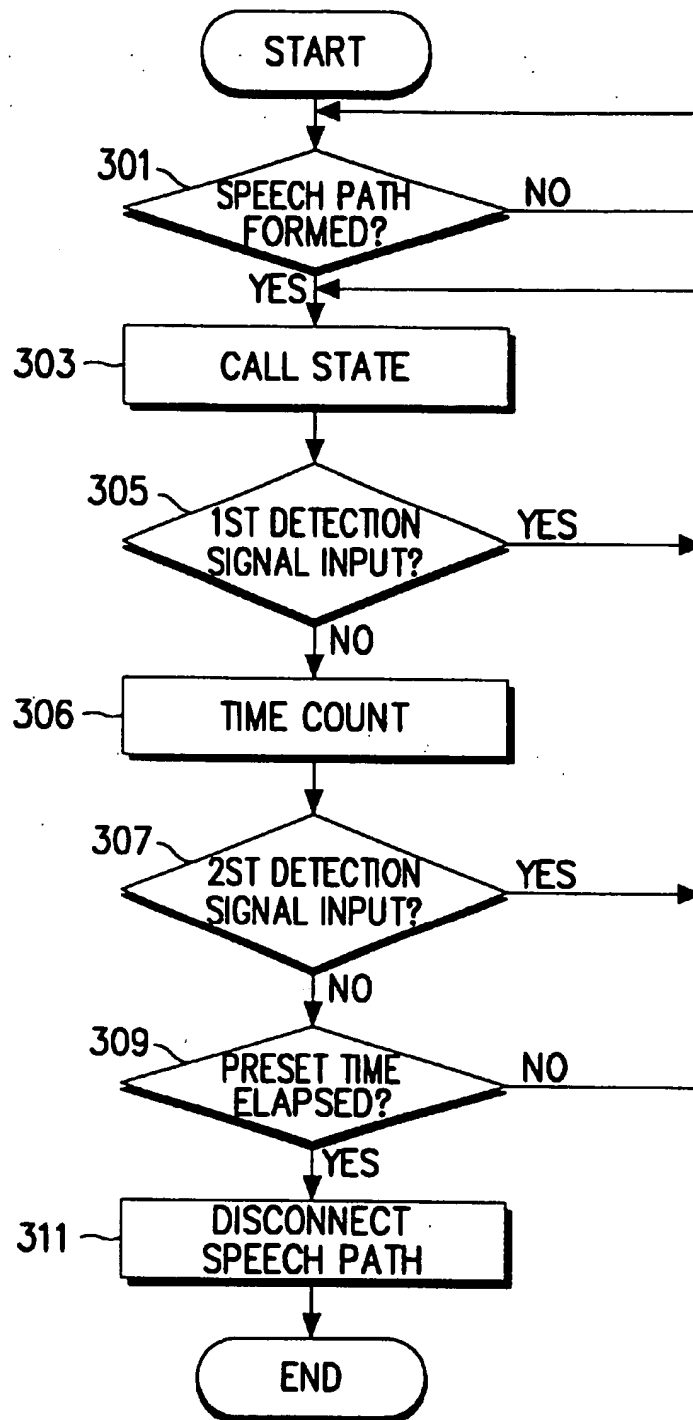 START
301
SPEECH PATH
FORMED?
NO
YES
303
CALL STATE
305
1ST DETECTION
SIGNAL INPUT?
YES
NO
306
TIME COUNT
307
2ST DETECTION
SIGNAL INPUT?
YES
NO
309
PRESET TIME
ELAPSED?
NO
YES
311
DISCONNECT
SPEECH PATH
END